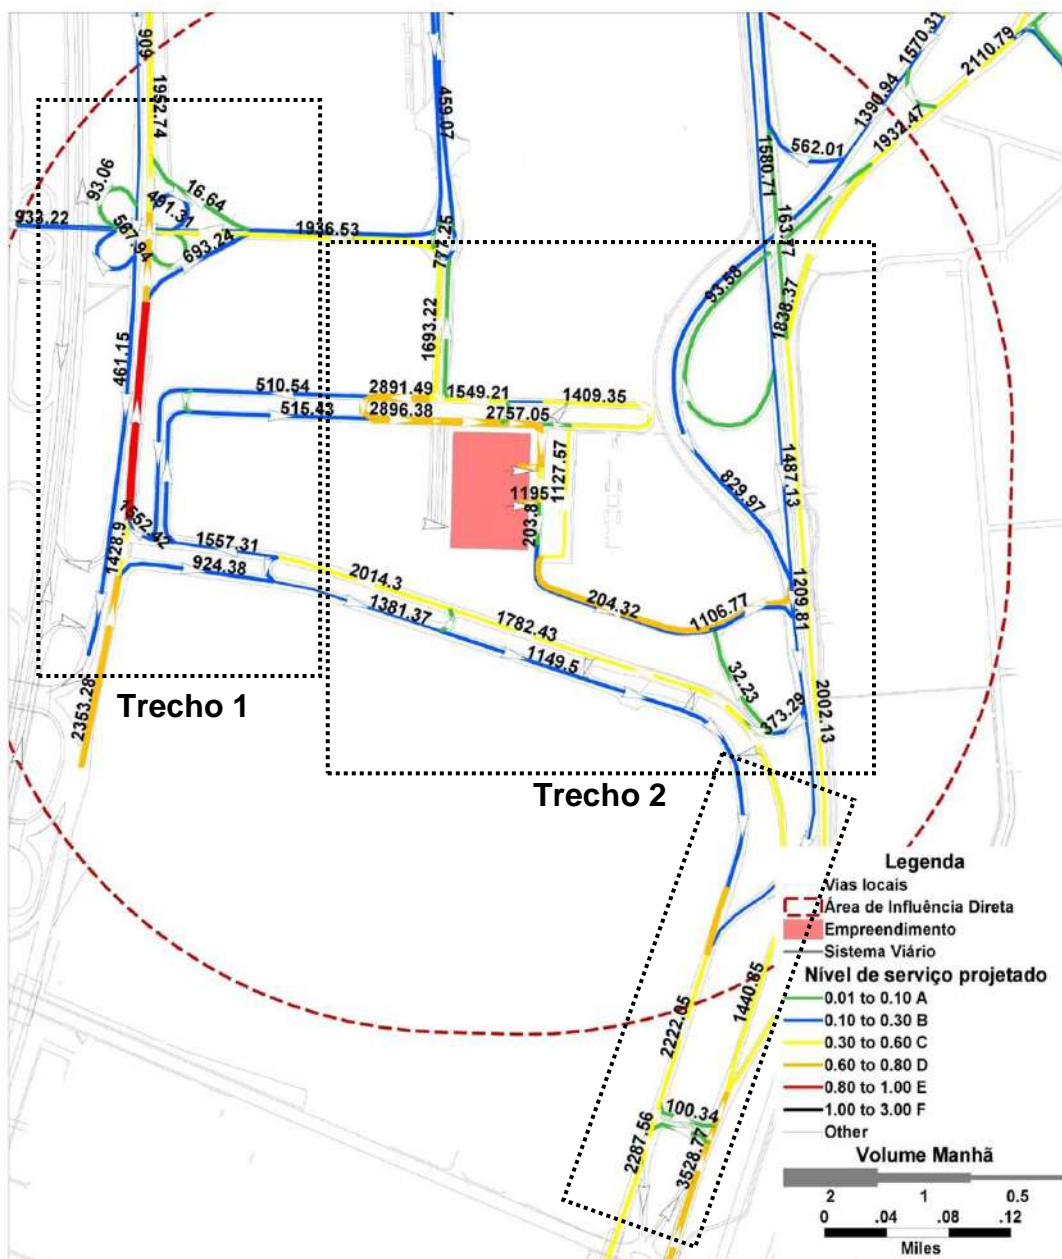 909
1952.74
459.07
1570.31
2110.79
1390.94
1932.47
562.01
1580.71
163.77
93.06
16.64
491.31
933.22
567.94
693.24
1936.53
777.25
93.58
1838.37
461.15
1693.22
510.54
2891.49
1549.21
1409.35
515.43
2896.38
2757.05
1127.57
1487.13
829.97
1195
203.8
1552.42
1428.9
1557.31
924.38
2014.3
1381.37
204.32
1106.77
1209.81
1782.43
1149.5
32.23
373.29
2002.13
2353.28
Trecho 1
Trecho 2
2222.05
1440.85
100.34
2287.56
3528.77
Legenda
Vias locais
Área de Influência Direta
Empreendimento
Sistema Viário
Nível de serviço projetado
0.01 to 0.10 A
0.10 to 0.30 B
0.30 to 0.60 C
0.60 to 0.80 D
0.80 to 1.00 E
1.00 to 3.00 F
Other
Volume Manhã
2 1 0.5
0 .04 .08 .12
Miles